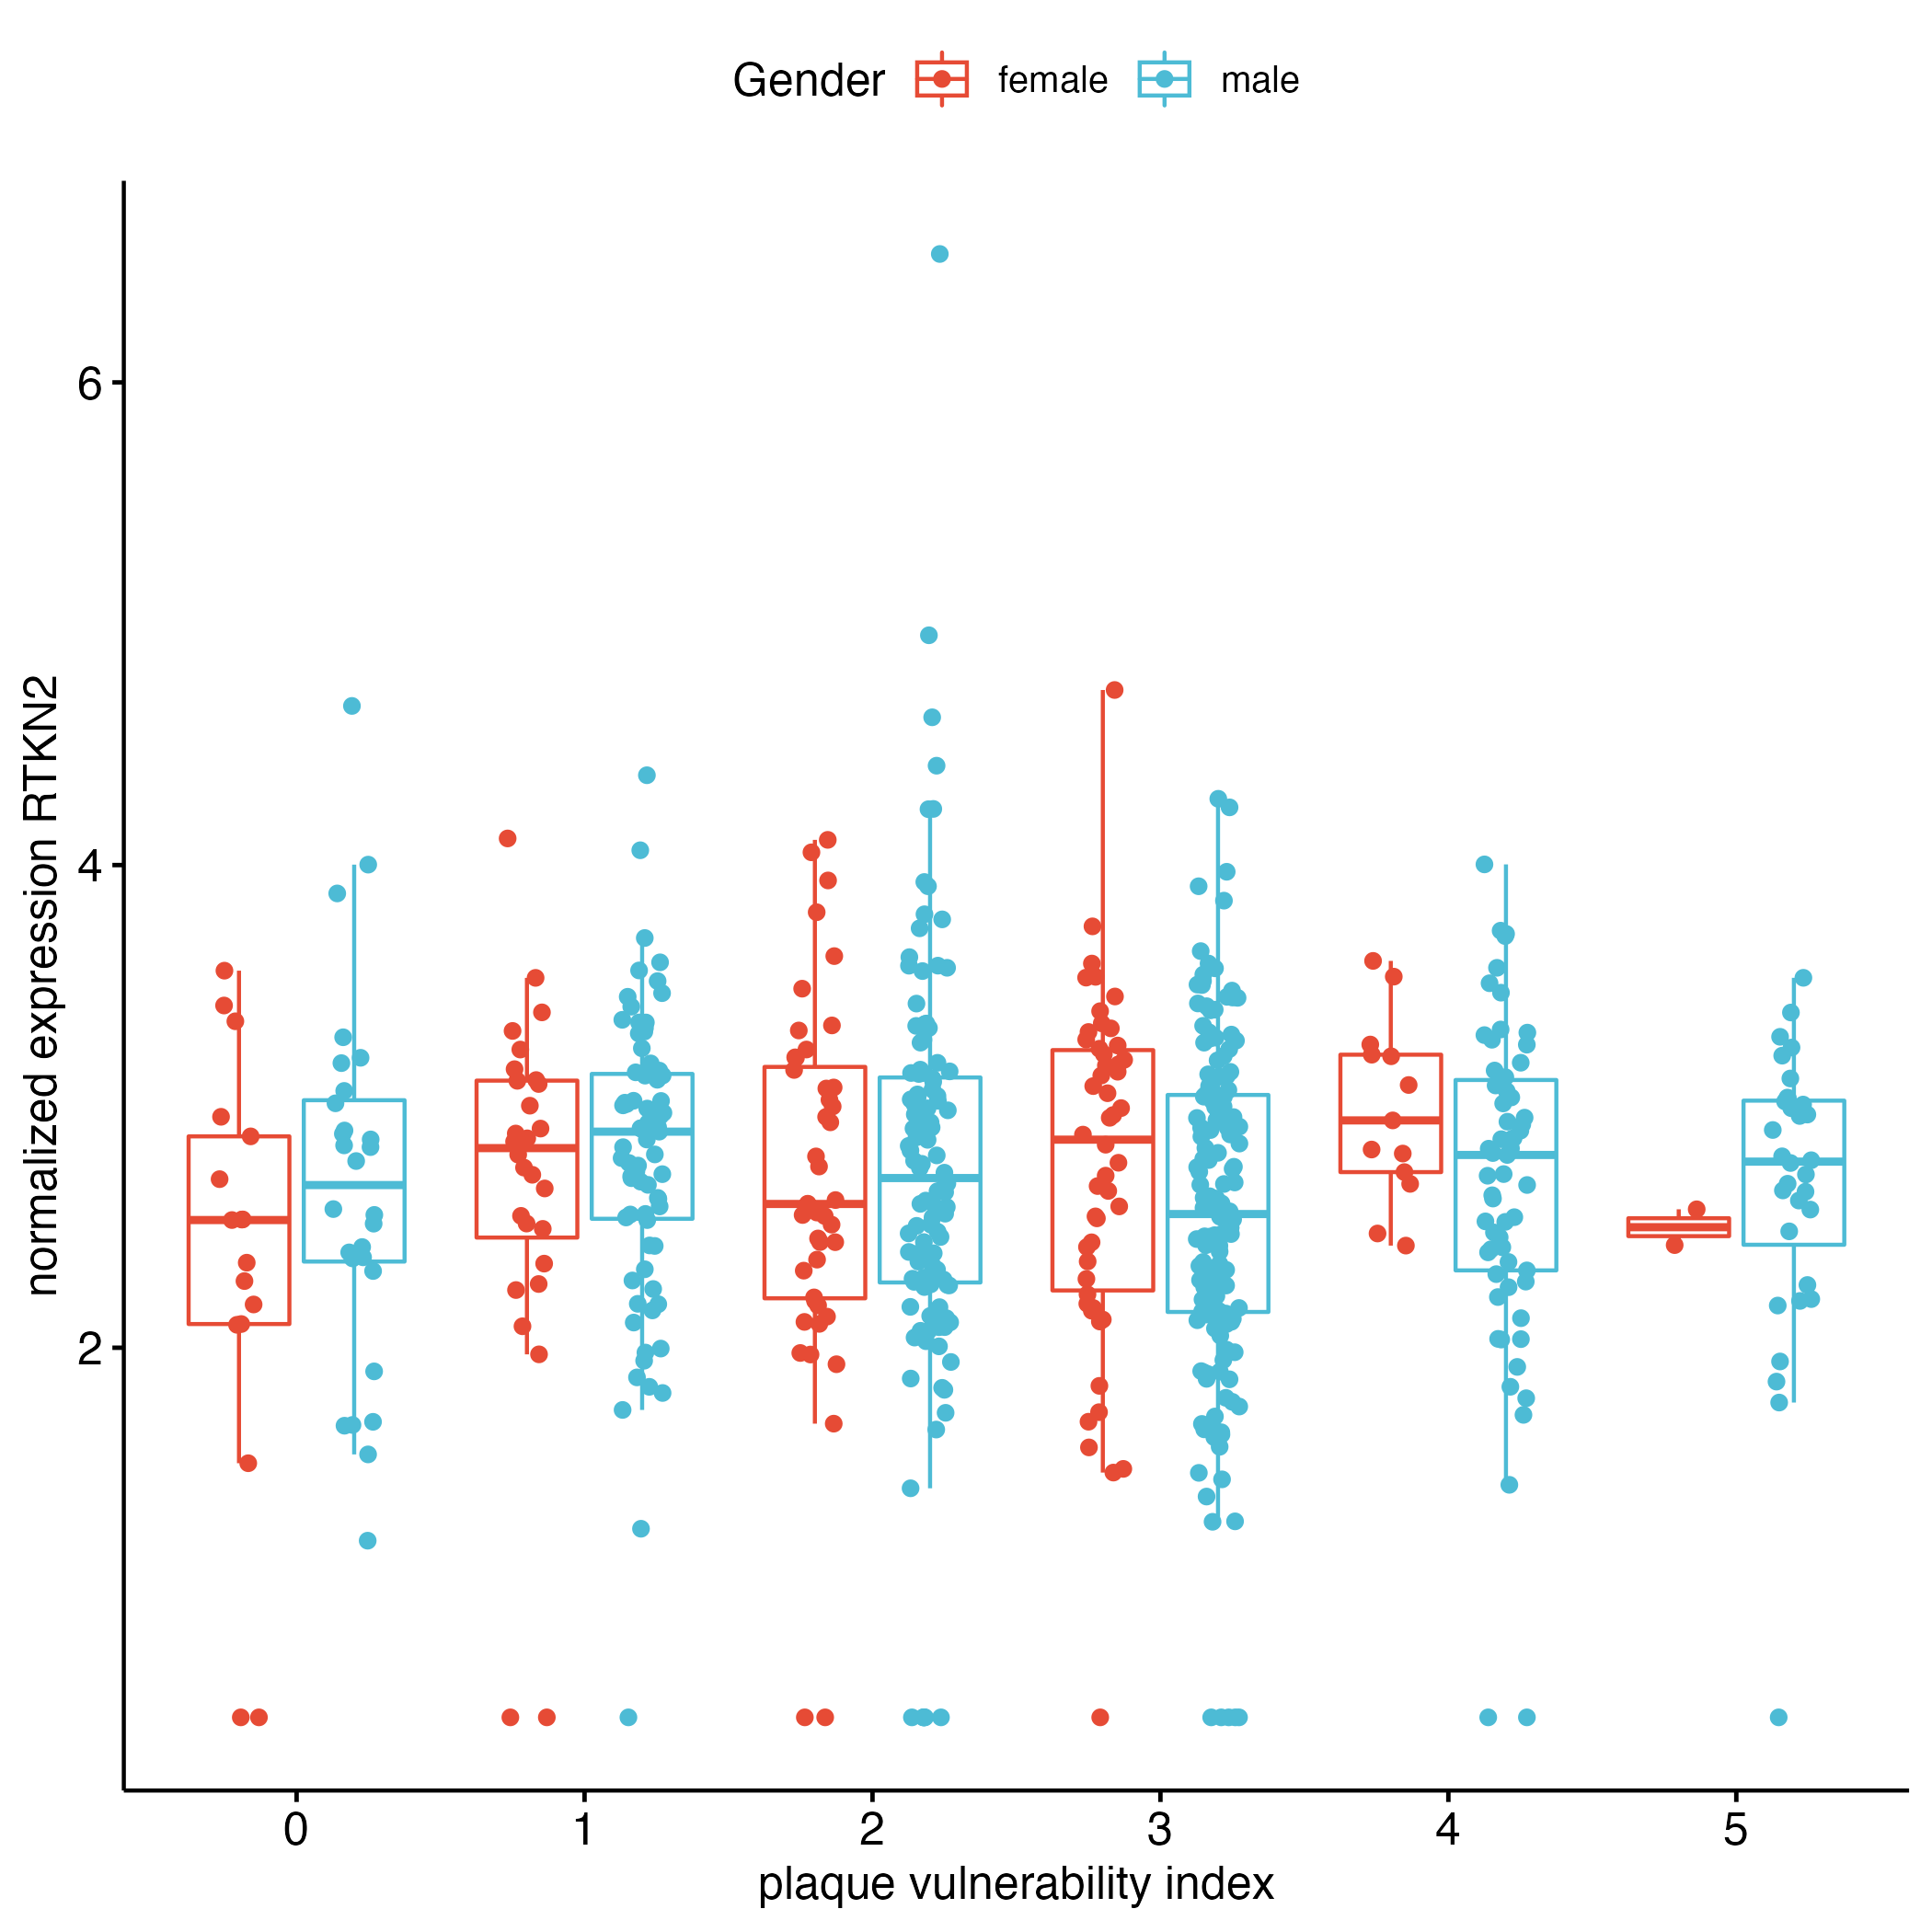 Gender female male
normalized expression RTKN2
6
4
2
0 1 2 3 4 5
plaque vulnerability index